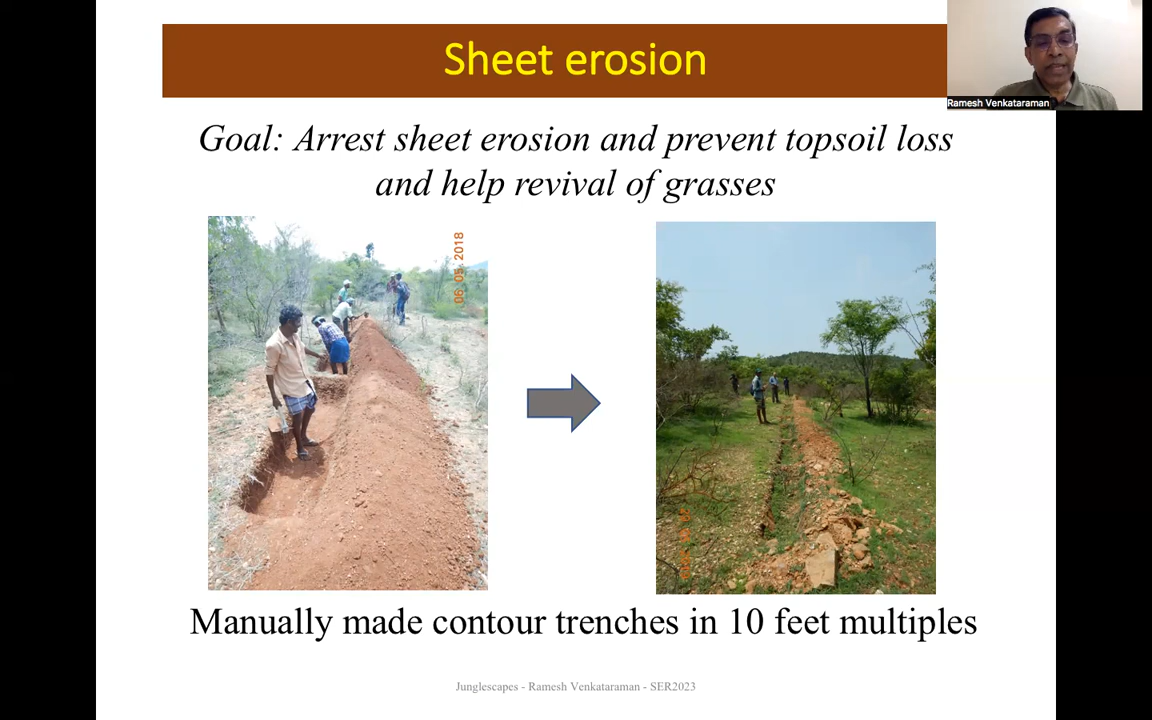 Sheet erosion
Ramesh Venkataraman
Goal: Arrest sheet erosion and prevent topsoil loss
and help revival of grasses
06 05 2018
Manually made contour trenches in 10 feet multiples
Junglescapes - Ramesh Venkataraman - SER2023